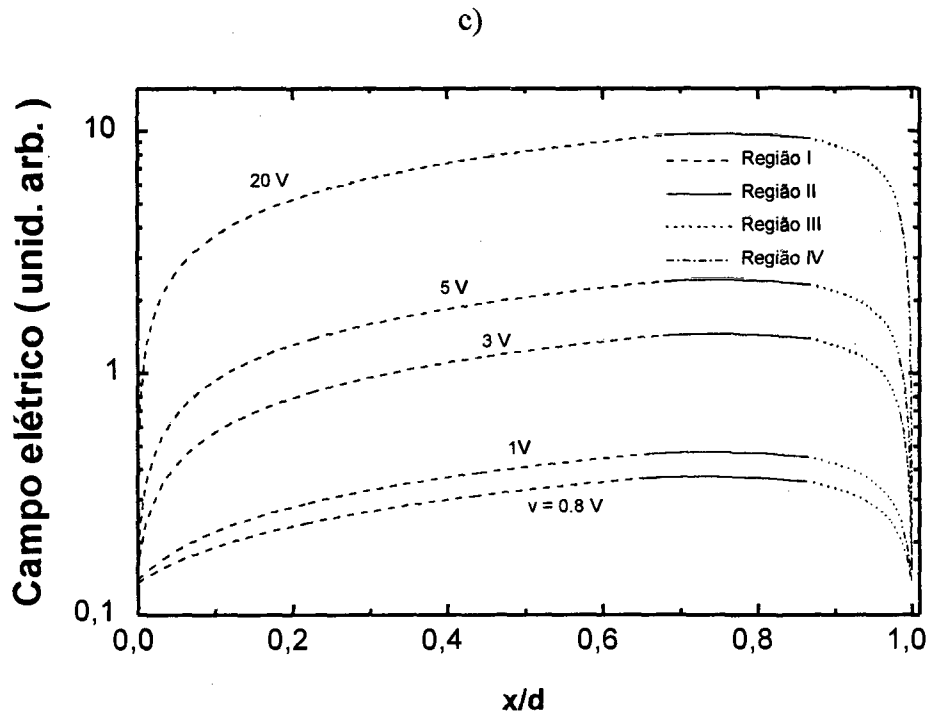 c)
Campo elétrico ( unid. arb. )
10
1
0,1
20 V
5 V
3 V
1V
v = 0.8 V
Região I
Região II
Região III
Região IV
0,0 0,2 0,4 0,6 0,8 1,0
x/d